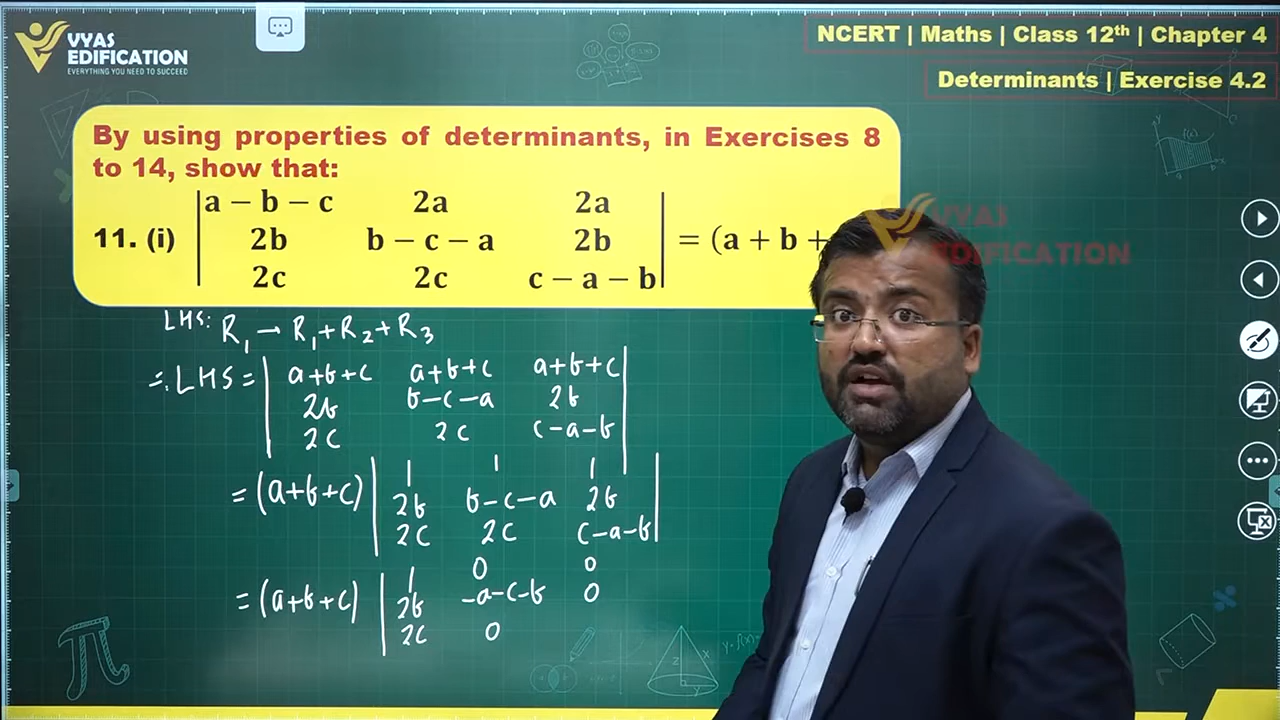 VYAS
EDIFICATION
EVERYTHING YOU NEED TO SUCCEED
NCERT | Maths | Class 12th | Chapter 4
Determinants | Exercise 4.2
By using properties of determinants, in Exercises 8
to 14, show that:
a − b − c 2a 2a
11. (i) 2b b − c − a 2b = (a + b +
2c 2c c − a − b
VYAS
EDIFICATION
LHS: R₁ → R₁ + R₂ + R₃
∴ LHS = | a+b+c a+b+c a+b+c |
2b b−c−a 2b
2c 2c c−a−b
1 1 1
= (a+b+c) | 2b b−c−a 2b |
2c 2c c−a−b
1 0 0
= (a+b+c) | 2b −a−c−b 0
2c 0